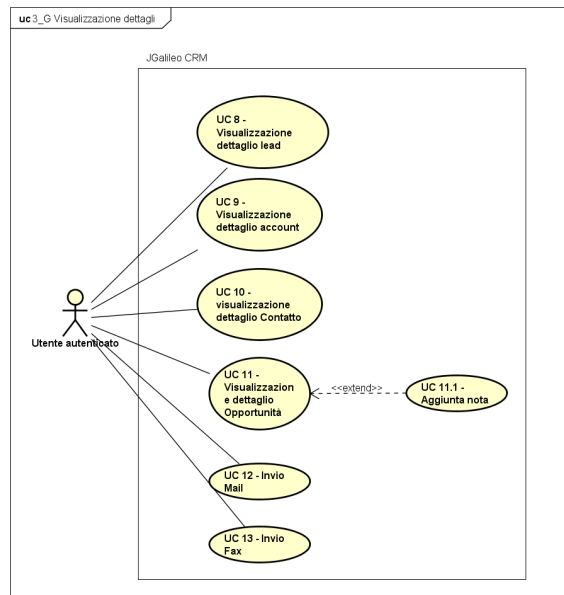 uc 3_G Visualizzazione dettagli
JGalileo CRM
UC 8 -
Visualizzazione
dettaglio lead
UC 9 -
Visualizzazione
dettaglio account
UC 10 -
visualizzazione
dettaglio Contatto
Utente autenticato
UC 11 -
Visualizzazion
e dettaglio
Opportunità
<<extend>>
UC 11.1 -
Aggiunta nota
UC 12 - Invio
Mail
UC 13 - Invio
Fax